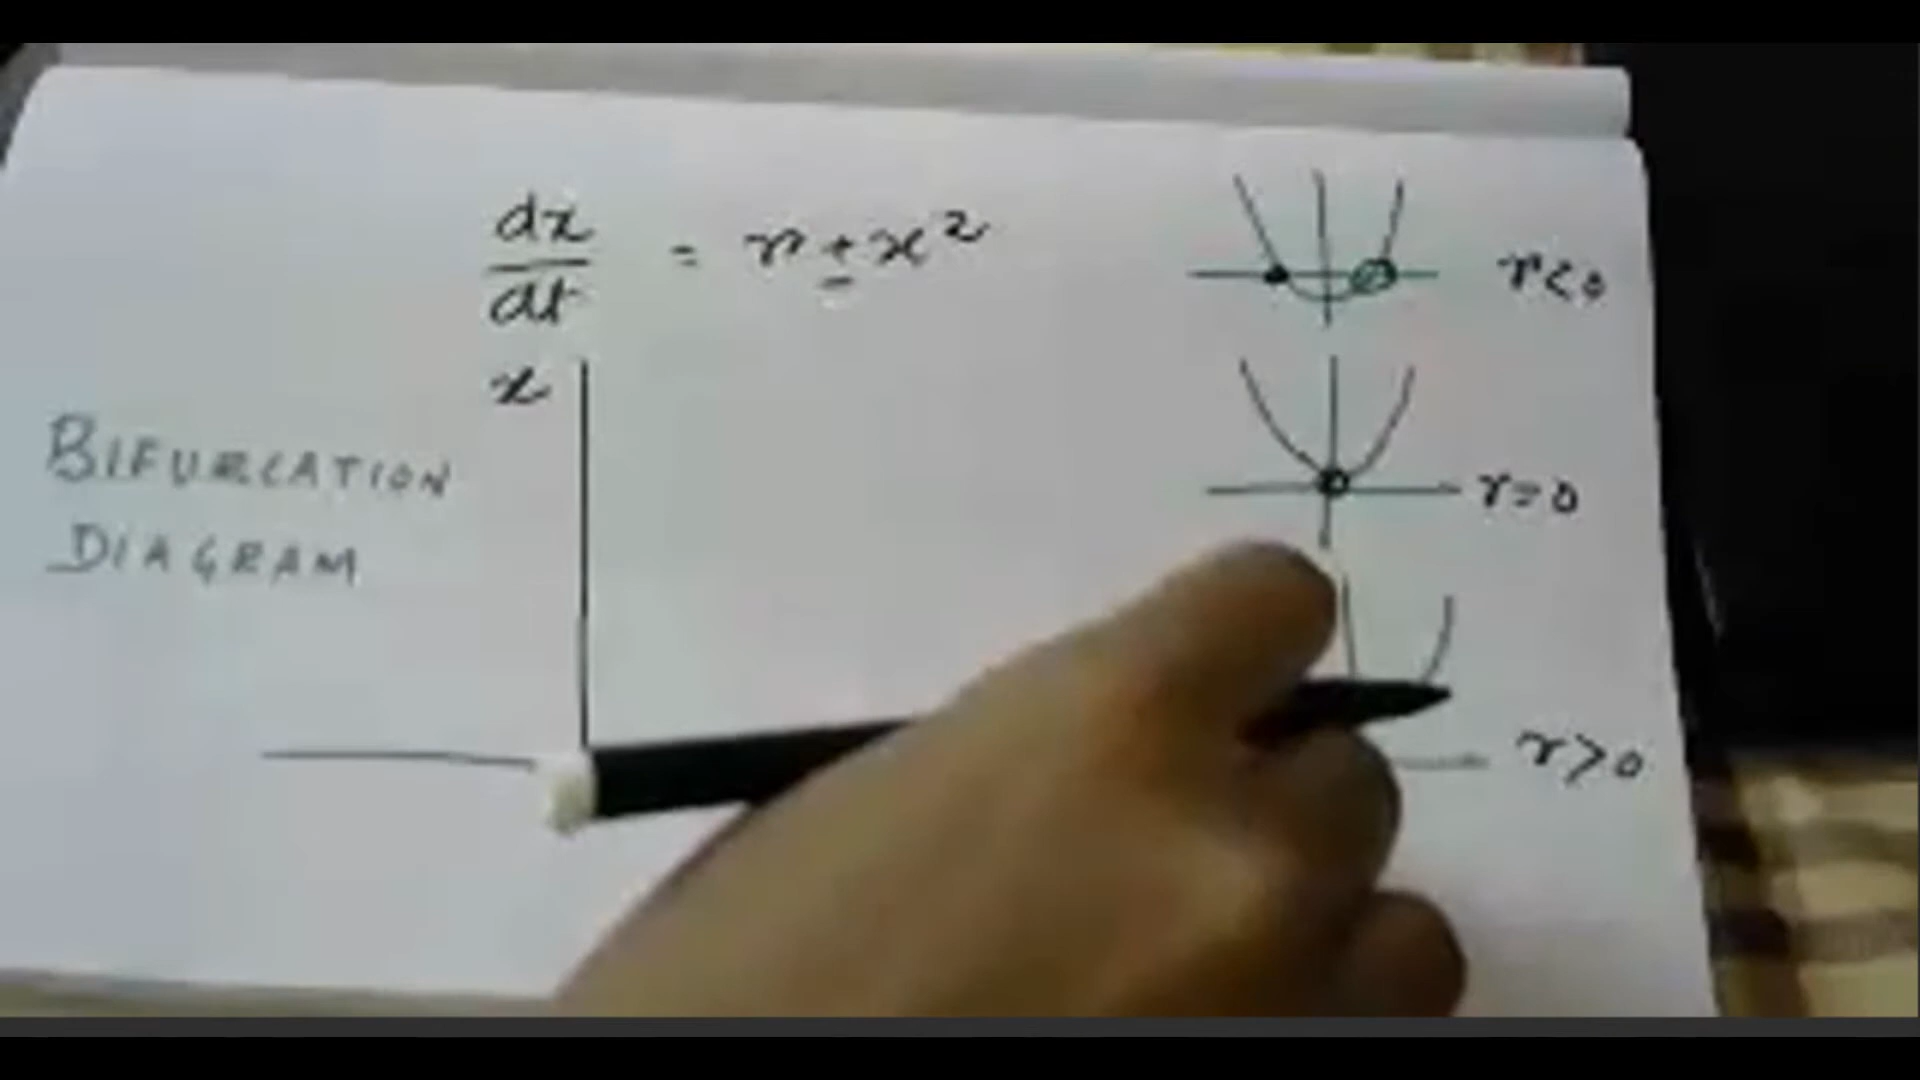 dx/dt = r + x²
x
BIFURCATION
DIAGRAM
r<0
r=0
r>0